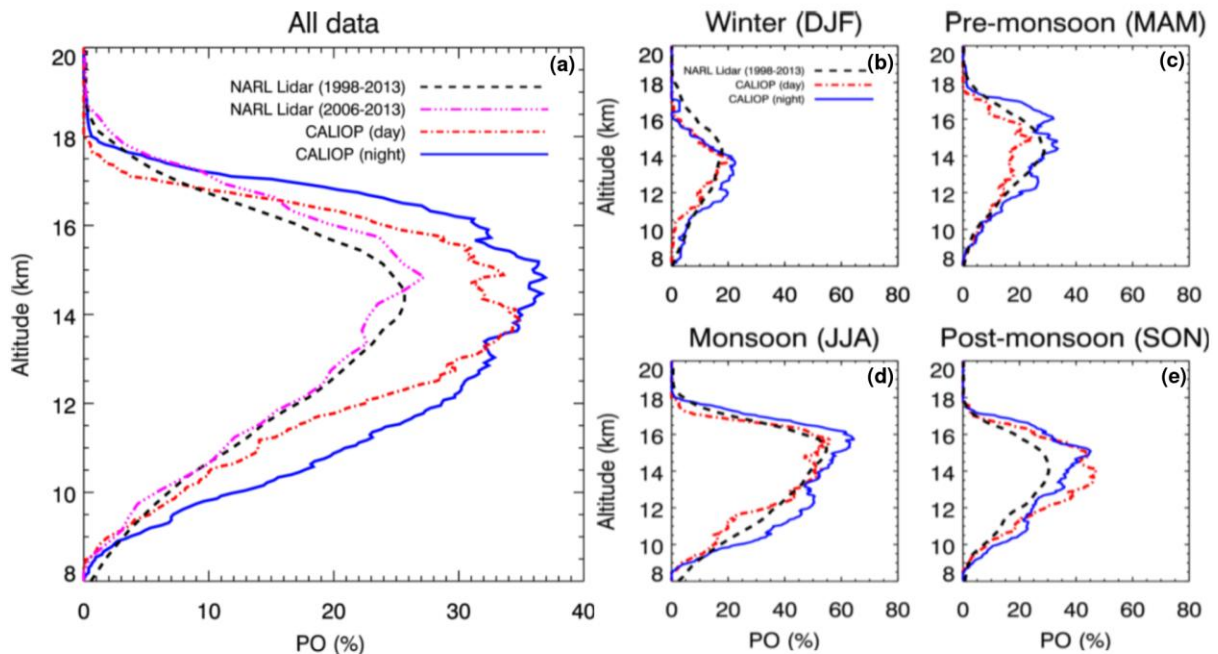 All data
20
18
16
14
12
10
8
Altitude (km)
(a)
NARL Lidar (1998-2013)
NARL Lidar (2006-2013)
CALIOP (day)
CALIOP (night)
0 10 20 30 40
PO (%)
Winter (DJF)
20
18
16
14
12
10
8
Altitude (km)
(b)
NARL Lidar (1998-2013)
CALIOP (day)
CALIOP (night)
0 20 40 60 80
Pre-monsoon (MAM)
20
18
16
14
12
10
8
(c)
0 20 40 60 80
Monsoon (JJA)
20
18
16
14
12
10
8
Altitude (km)
(d)
0 20 40 60 80
PO (%)
Post-monsoon (SON)
20
18
16
14
12
10
8
(e)
0 20 40 60 80
PO (%)